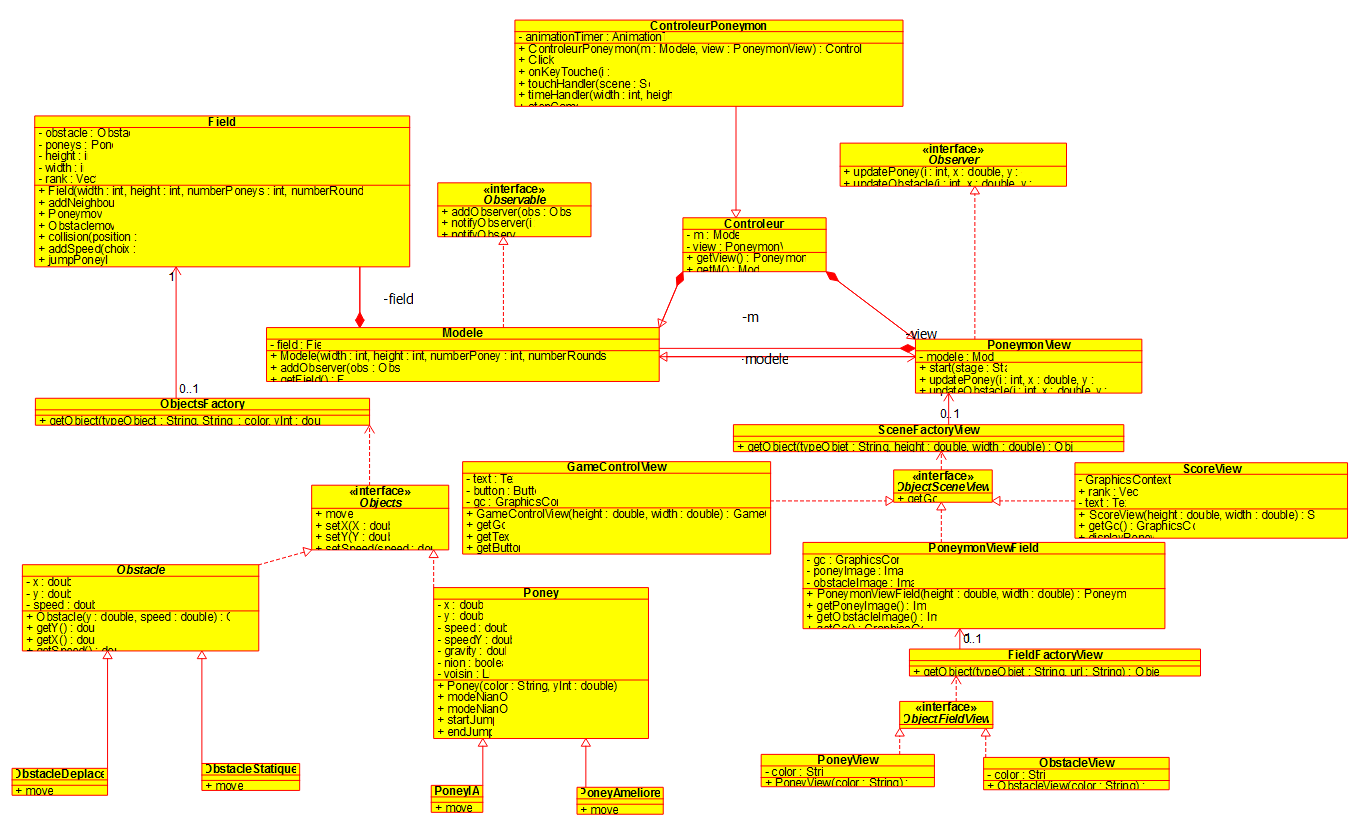 ControleurPoneymon
- animationTimer : Animation
+ ControleurPoneymon(m : Modele, view : PoneymonView) : Control
+ Click
+ onKeyTouche(i :
+ touchHandler(scene : S
+ timeHandler(width : int, heigh
+ stopGame
Field
- obstacle : Obsta
- poneys : Pon
- height : i
- width : i
- rank : Vec
+ Field(width : int, height : int, numberPoneys : int, numberRound
+ addNeighbou
+ Poneymov
+ Obstaclemov
+ collision(position :
+ addSpeed(choix :
+ jumpPoneyI
«interface»
Observable
+ addObserver(obs : Obs
+ notifyObserver(i
+ notifyObserv
«interface»
Observer
+ updatePoney(i : int, x : double, y :
+ updateObstacle(i : int, x : double, y :
Controleur
- m : Mode
- view : Poneymon
+ getView() : Poneymon
+ getM() : Mod
1
-field
-m
-view
-modele
Modele
- field : Fie
+ Modele(width : int, height : int, numberPoney : int, numberRounds
+ addObserver(obs : Obs
+ getField() : F
PoneymonView
- modele : Mod
+ start(stage : St
+ updatePoney(i : int, x : double, y :
+ updateObstacle(i : int, x : double, y
0..1
ObjectsFactory
+ getObject(typeObject : String, String : color, yInt : dou
0..1
SceneFactoryView
+ getObject(typeObjet : String, height : double, width : double) : Obj
GameControlView
- text : Te
- button : Butt
- gc : GraphicsCo
+ GameControlView(height : double, width : double) : Game
+ getGc
+ getTex
+ getButton
«interface»
ObjectSceneView
+ getGc
ScoreView
- GraphicsContext
+ rank : Vec
- text : Te
+ ScoreView(height : double, width : double) : S
+ getGc() : GraphicsCo
+ displayPoney
«interface»
Objects
+ move
+ setX(X : doub
+ setY(Y : doub
+ setSpeed(speed : dou
Obstacle
- x : doub
- y : doub
- speed : doub
+ Obstacle(y : double, speed : double) :
+ getY() : dou
+ getX() : dou
+ getSpeed() : dou
Poney
- x : doub
- y : doub
- speed : doub
- speedY : doub
- gravity : doul
- nion : boolea
- voisin : L
+ Poney(color : String, yInt : double)
+ modeNianO
+ modeNianO
+ startJump
+ endJump
PoneymonViewField
- gc : GraphicsCo
- poneyImage : Ima
- obstacleImage : Ima
+ PoneymonViewField(height : double, width : double) : Poneym
+ getPoneyImage() : Im
+ getObstacleImage() : Im
+ getGc() : GraphicsC
0..1
FieldFactoryView
+ getObject(typeObjet : String, url : String) : Obje
«interface»
ObjectFieldView
PoneyView
- color : Stri
+ PoneyView(color : String) :
ObstacleView
- color : Stri
+ ObstacleView(color : String) :
ObstacleDeplace
+ move
ObstacleStatique
+ move
PoneyIA
+ move
PoneyAmeliore
+ move